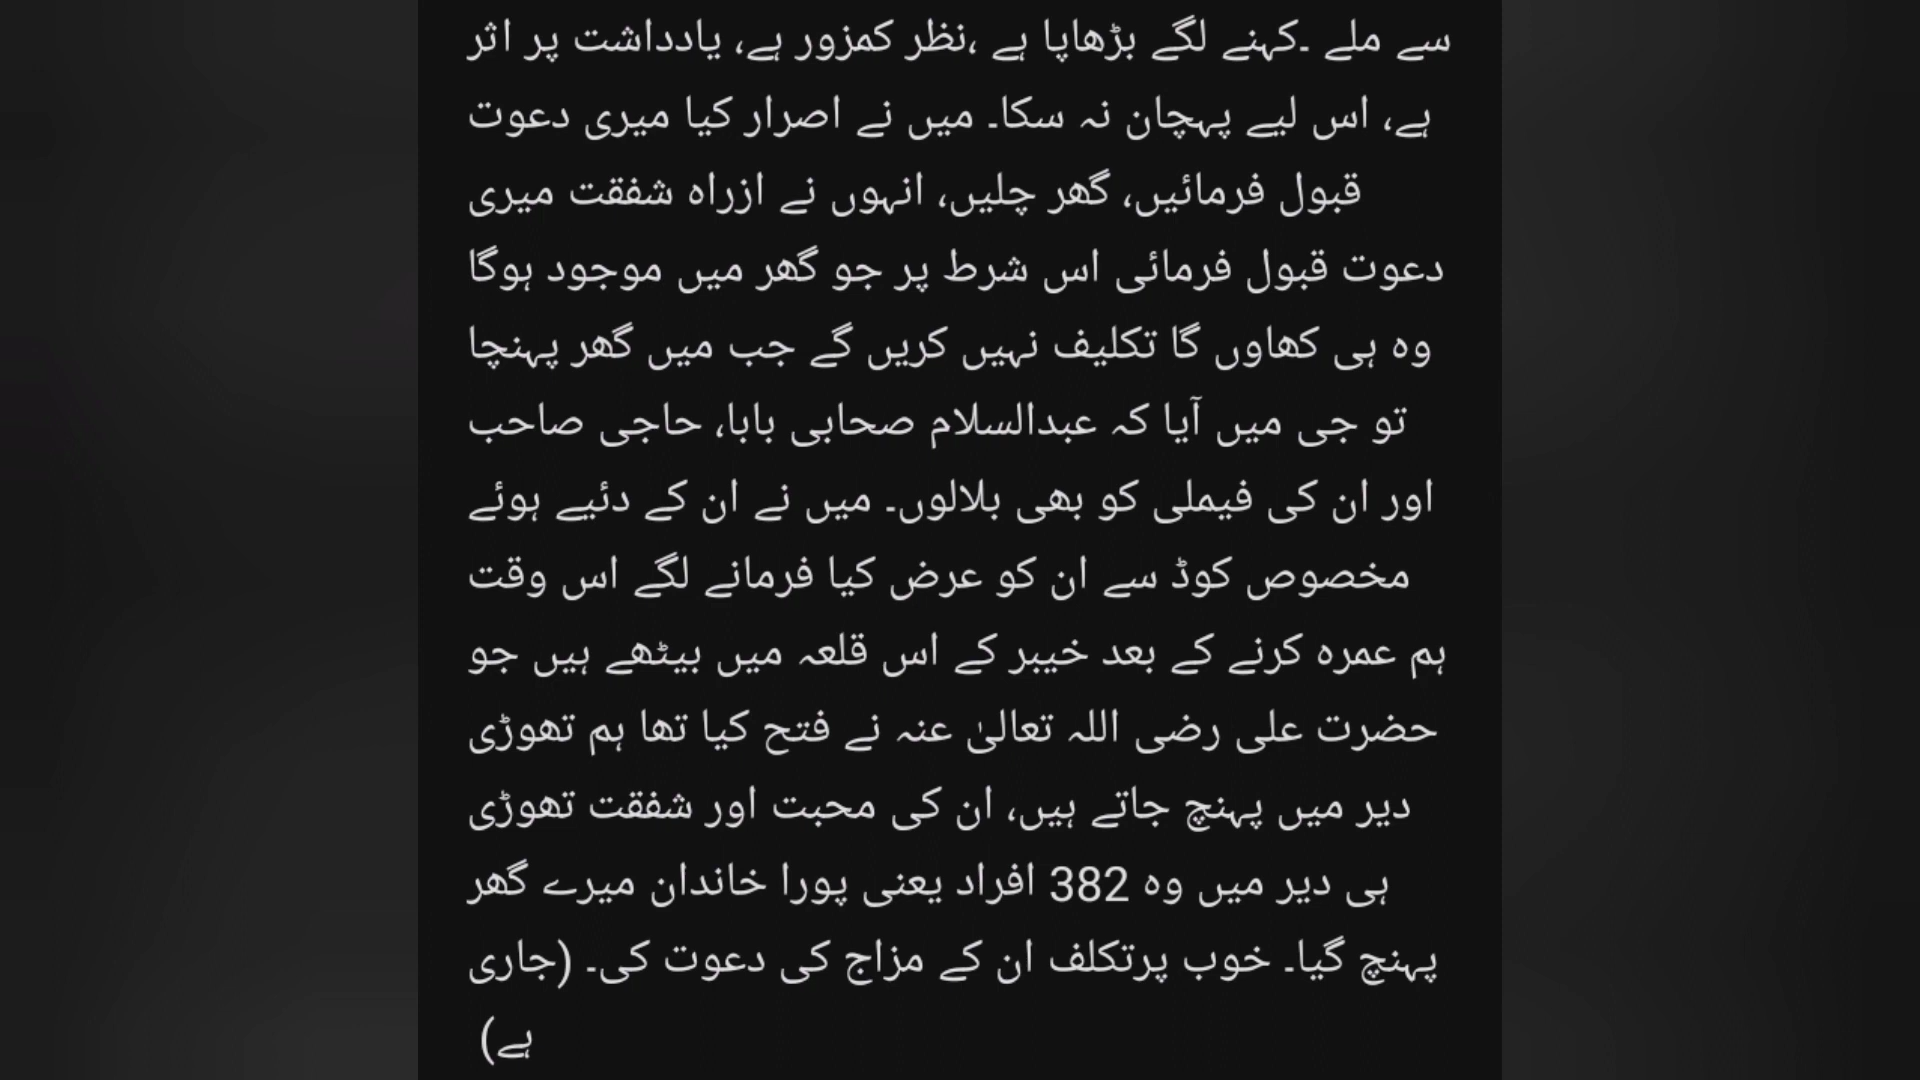 سے ملے ۔کہنے لگے بڑھاپا ہے ،نظر کمزور ہے، یادداشت پر اثر
ہے، اس لیے پہچان نہ سکا۔ میں نے اصرار کیا میری دعوت
قبول فرمائیں، گھر چلیں، انہوں نے ازراہ شفقت میری
دعوت قبول فرمائی اس شرط پر جو گھر میں موجود ہوگا
وہ ہی کھاوں گا تکلیف نہیں کریں گے جب میں گھر پہنچا
تو جی میں آیا کہ عبدالسلام صحابی بابا، حاجی صاحب
اور ان کی فیملی کو بھی بلالوں۔ میں نے ان کے دئیے ہوئے
مخصوص کوڈ سے ان کو عرض کیا فرمانے لگے اس وقت
ہم عمرہ کرنے کے بعد خیبر کے اس قلعہ میں بیٹھے ہیں جو
حضرت علی رضی اللہ تعالیٰ عنہ نے فتح کیا تھا ہم تھوڑی
دیر میں پہنچ جاتے ہیں، ان کی محبت اور شفقت تھوڑی
ہی دیر میں وہ 382 افراد یعنی پورا خاندان میرے گھر
پہنچ گیا۔ خوب پرتکلف ان کے مزاج کی دعوت کی۔ (جاری
ہے)